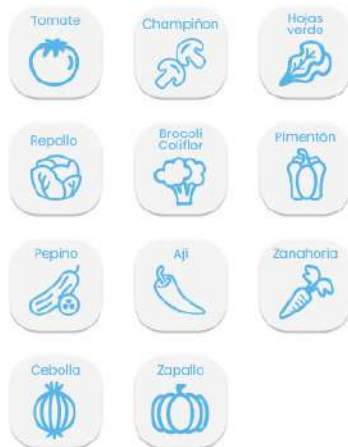 Tomate
Champiñon
Hojas
verde
Repollo
Brocoli
Coliflor
Pimentón
Pepino
Ají
Zanahoria
Cebolla
Zapallo